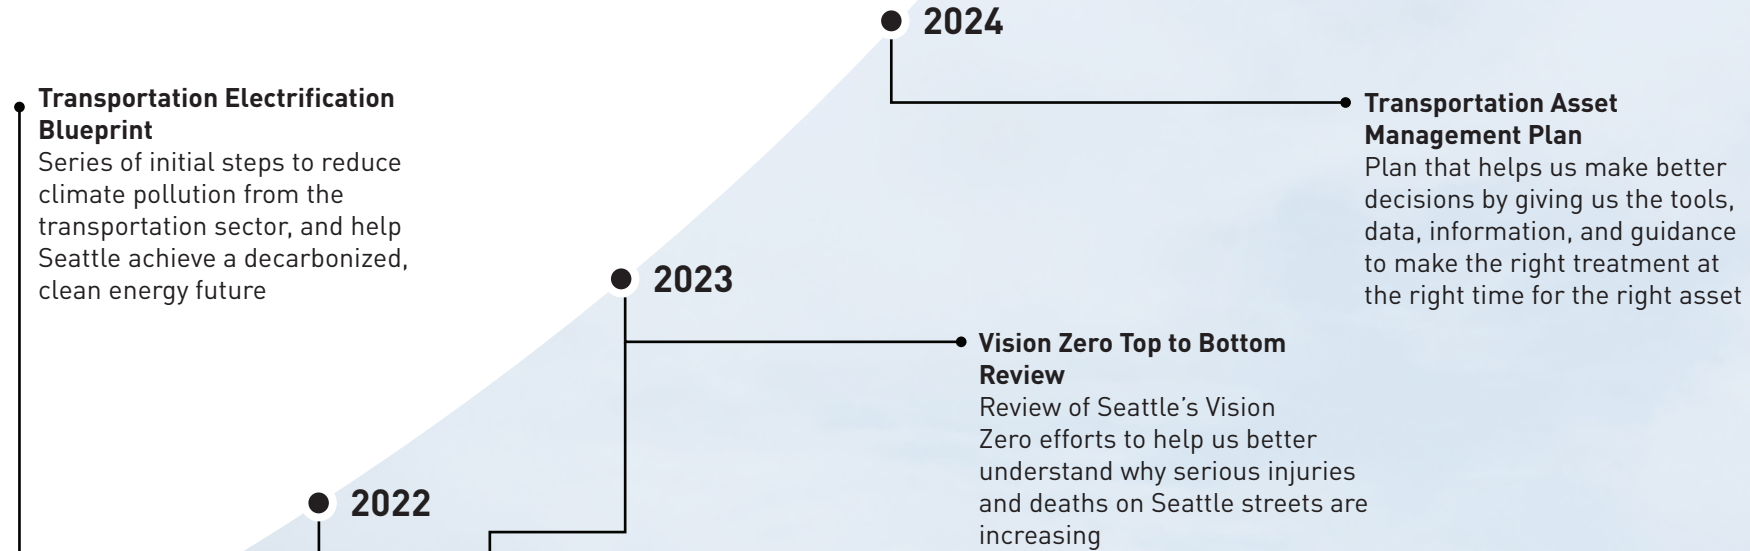 2024
Transportation Electrification
Blueprint
Series of initial steps to reduce
climate pollution from the
transportation sector, and help
Seattle achieve a decarbonized,
clean energy future
Transportation Asset
Management Plan
Plan that helps us make better
decisions by giving us the tools,
data, information, and guidance
to make the right treatment at
the right time for the right asset
2023
Vision Zero Top to Bottom
Review
Review of Seattle’s Vision
Zero efforts to help us better
understand why serious injuries
and deaths on Seattle streets are
increasing
2022